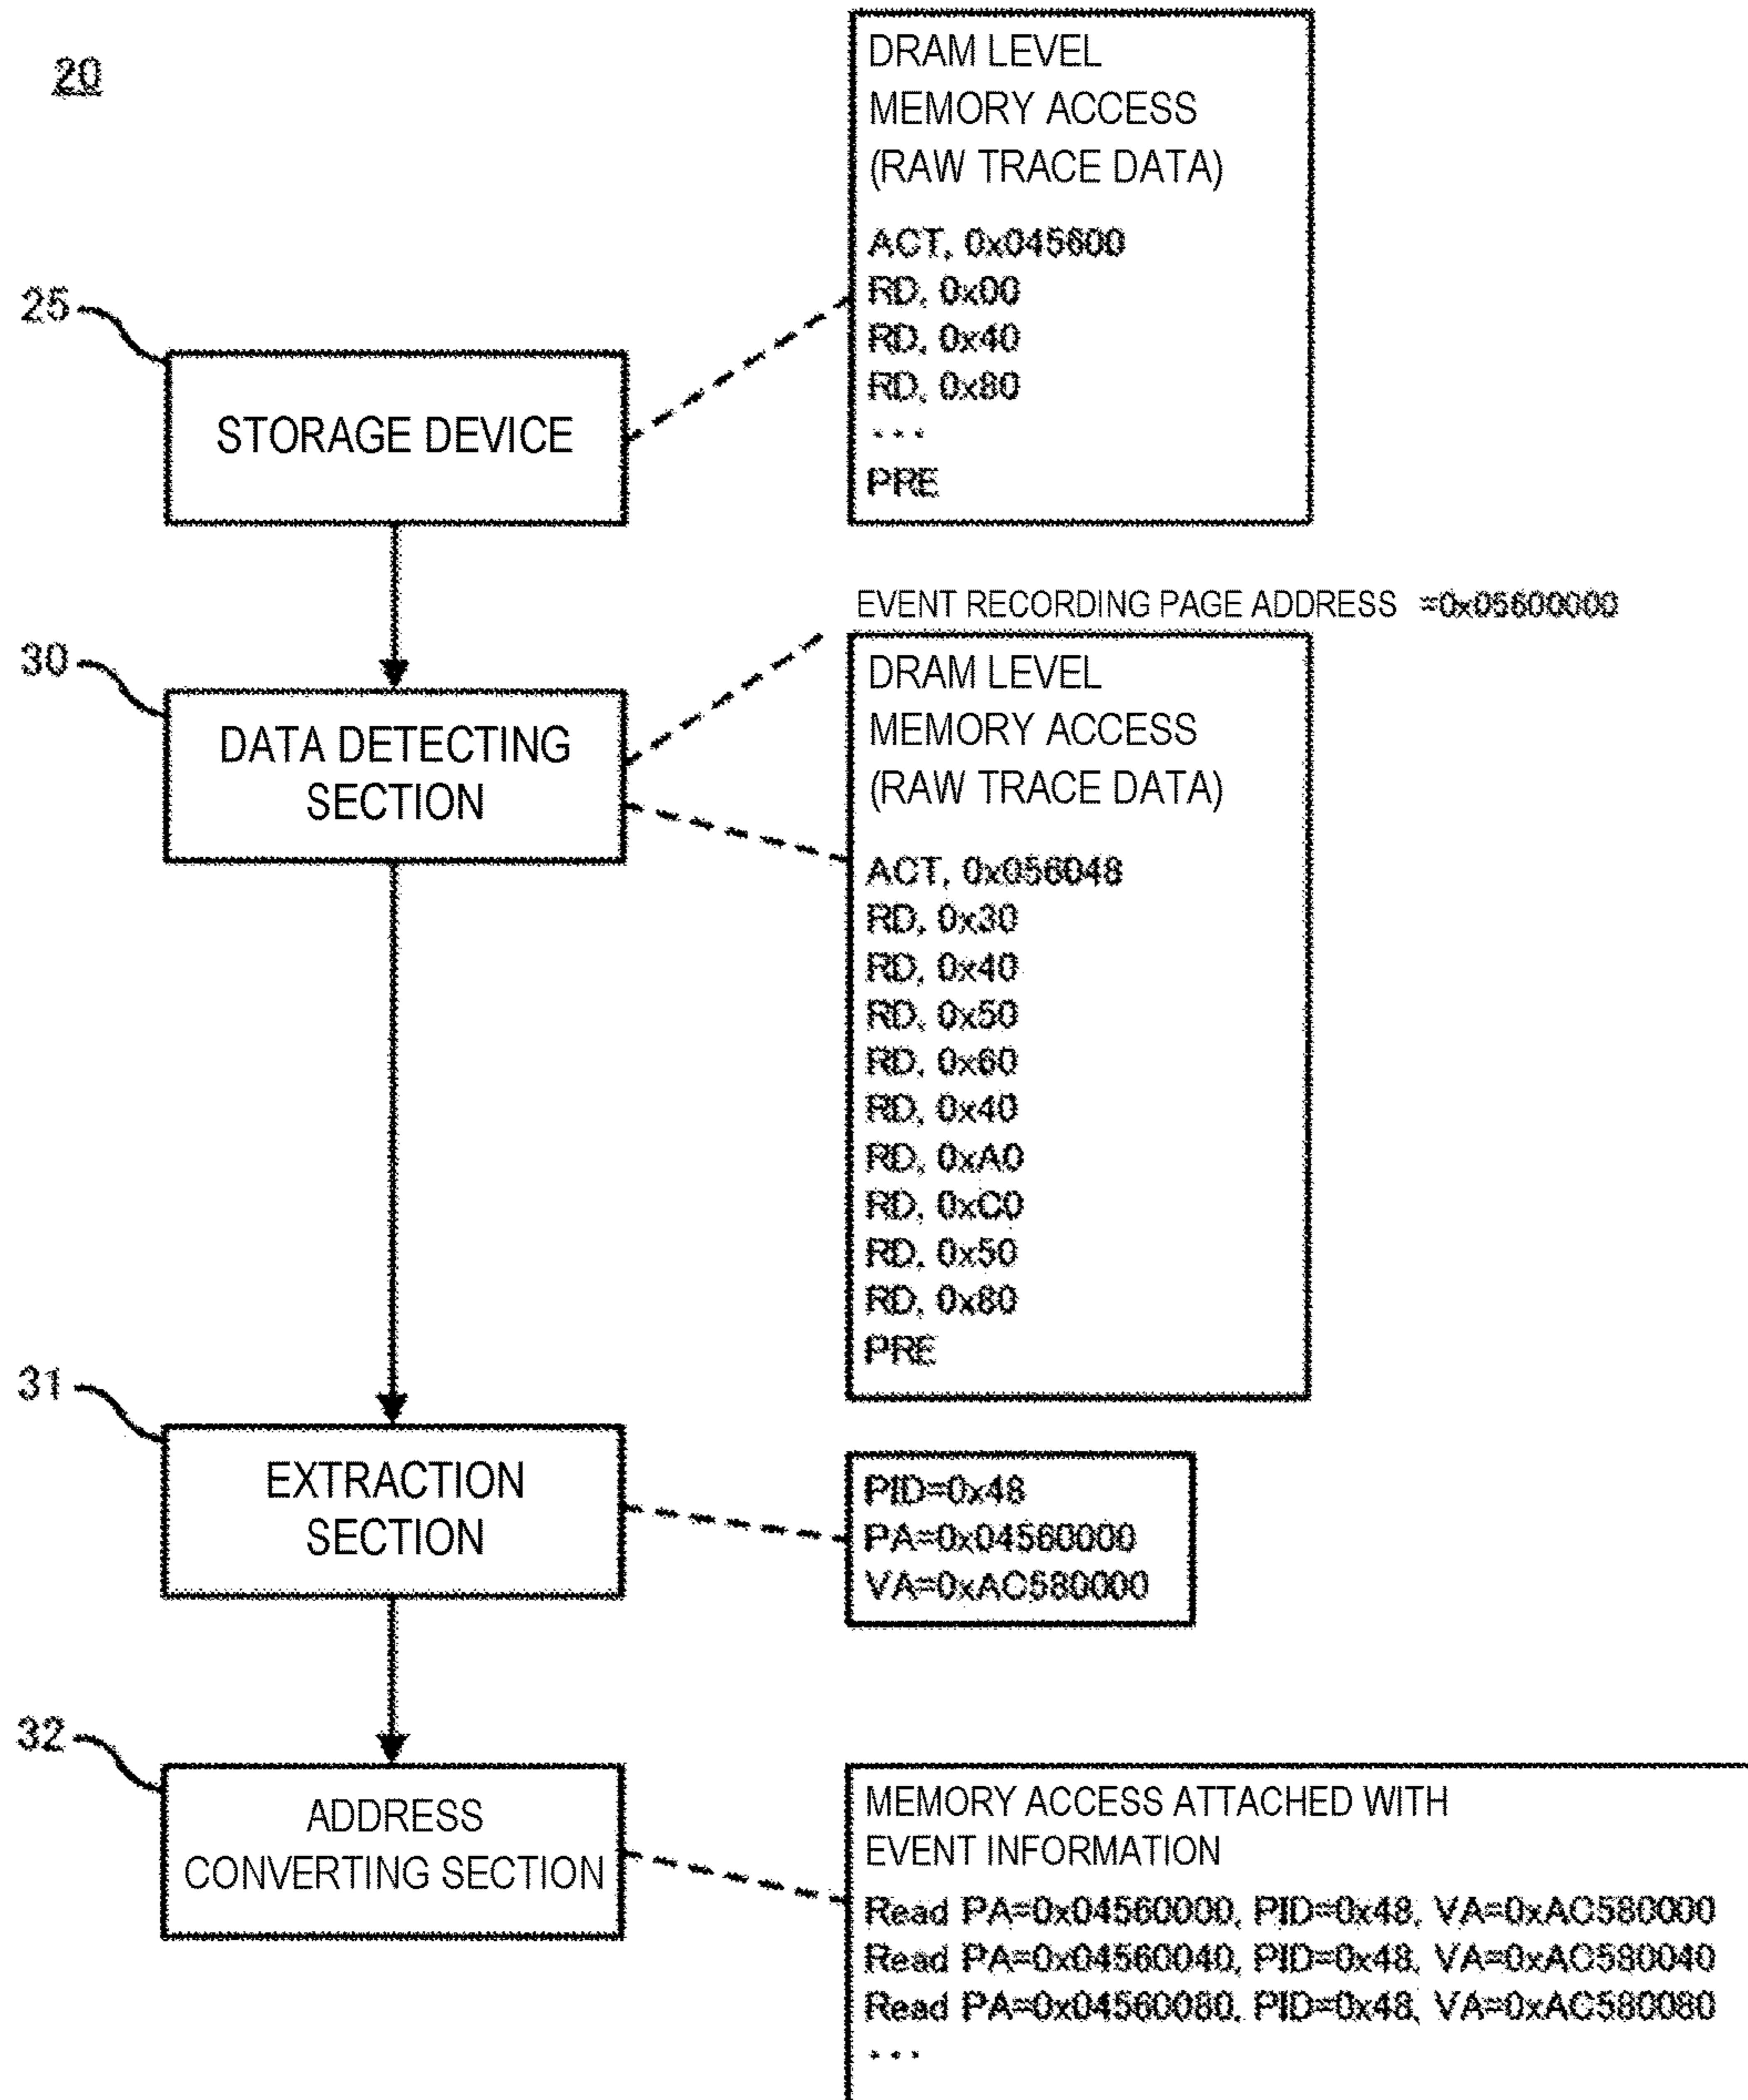 20
DRAM LEVEL
MEMORY ACCESS
(RAW TRACE DATA)
ACT, 0x045600
RD, 0x00
RD, 0x40
RD, 0x80
...
PRE
25
STORAGE DEVICE
EVENT RECORDING PAGE ADDRESS =0x05600000
30
DATA DETECTING
SECTION
DRAM LEVEL
MEMORY ACCESS
(RAW TRACE DATA)
ACT, 0x056048
RD, 0x30
RD, 0x40
RD, 0x50
RD, 0x60
RD, 0x40
RD, 0xA0
RD, 0xC0
RD, 0x50
RD, 0x80
PRE
31
EXTRACTION
SECTION
PID=0x48
PA=0x04560000
VA=0xAC580000
32
ADDRESS
CONVERTING SECTION
MEMORY ACCESS ATTACHED WITH
EVENT INFORMATION
Read PA=0x04560000, PID=0x48, VA=0xAC580000
Read PA=0x04560040, PID=0x48, VA=0xAC580040
Read PA=0x04560080, PID=0x48, VA=0xAC580080
...